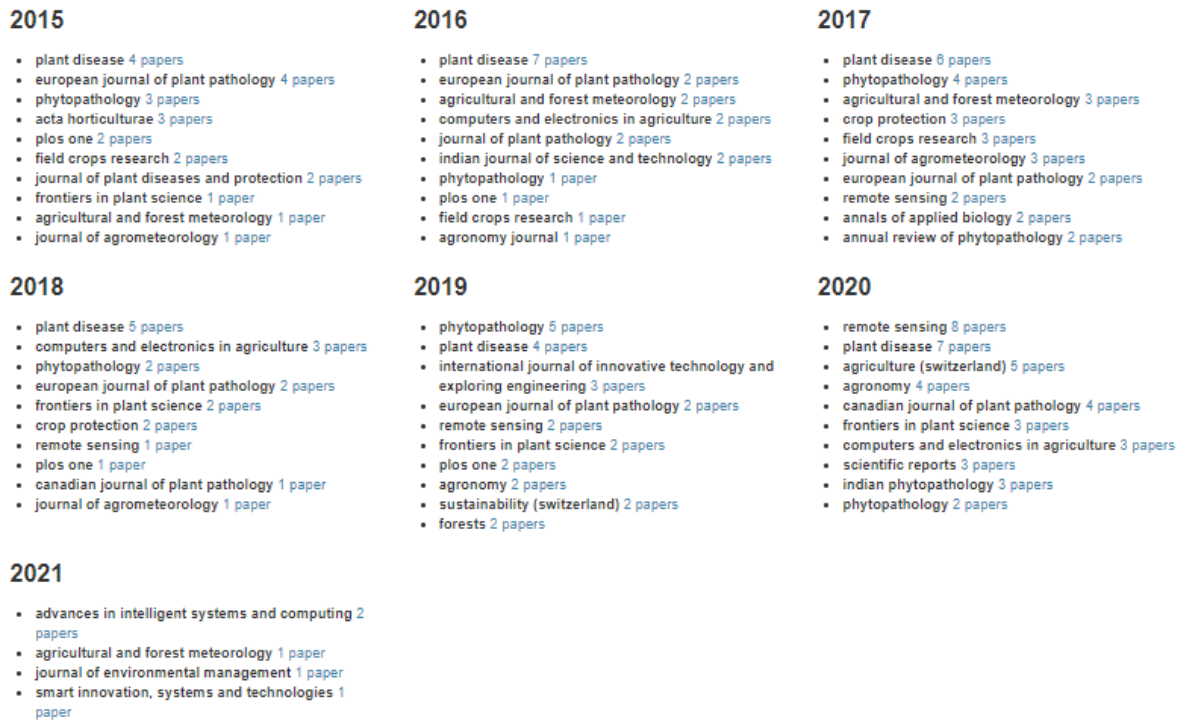 2015
plant disease 4 papers
european journal of plant pathology 4 papers
phytopathology 3 papers
acta horticulturae 3 papers
plos one 2 papers
field crops research 2 papers
journal of plant diseases and protection 2 papers
frontiers in plant science 1 paper
agricultural and forest meteorology 1 paper
journal of agrometeorology 1 paper
2016
plant disease 7 papers
european journal of plant pathology 2 papers
agricultural and forest meteorology 2 papers
computers and electronics in agriculture 2 papers
journal of plant pathology 2 papers
indian journal of science and technology 2 papers
phytopathology 1 paper
plos one 1 paper
field crops research 1 paper
agronomy journal 1 paper
2017
plant disease 6 papers
phytopathology 4 papers
agricultural and forest meteorology 3 papers
crop protection 3 papers
field crops research 3 papers
journal of agrometeorology 3 papers
european journal of plant pathology 2 papers
remote sensing 2 papers
annals of applied biology 2 papers
annual review of phytopathology 2 papers
2018
plant disease 5 papers
computers and electronics in agriculture 3 papers
phytopathology 2 papers
european journal of plant pathology 2 papers
frontiers in plant science 2 papers
crop protection 2 papers
remote sensing 1 paper
plos one 1 paper
canadian journal of plant pathology 1 paper
journal of agrometeorology 1 paper
2019
phytopathology 5 papers
plant disease 4 papers
international journal of innovative technology and
exploring engineering 3 papers
european journal of plant pathology 2 papers
remote sensing 2 papers
frontiers in plant science 2 papers
plos one 2 papers
agronomy 2 papers
sustainability (switzerland) 2 papers
forests 2 papers
2020
remote sensing 8 papers
plant disease 7 papers
agriculture (switzerland) 5 papers
agronomy 4 papers
canadian journal of plant pathology 4 papers
frontiers in plant science 3 papers
computers and electronics in agriculture 3 papers
scientific reports 3 papers
indian phytopathology 3 papers
phytopathology 2 papers
2021
advances in intelligent systems and computing 2
papers
agricultural and forest meteorology 1 paper
journal of environmental management 1 paper
smart innovation, systems and technologies 1
paper